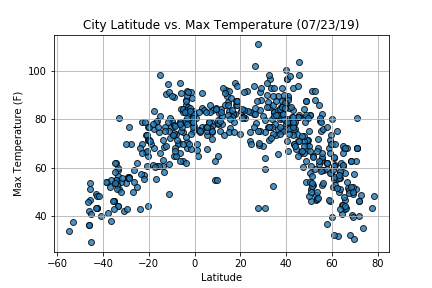 City Latitude vs. Max Temperature (07/23/19)
100
80
60
40
Max Temperature (F)
−60 −40 −20 0 20 40 60 80
Latitude